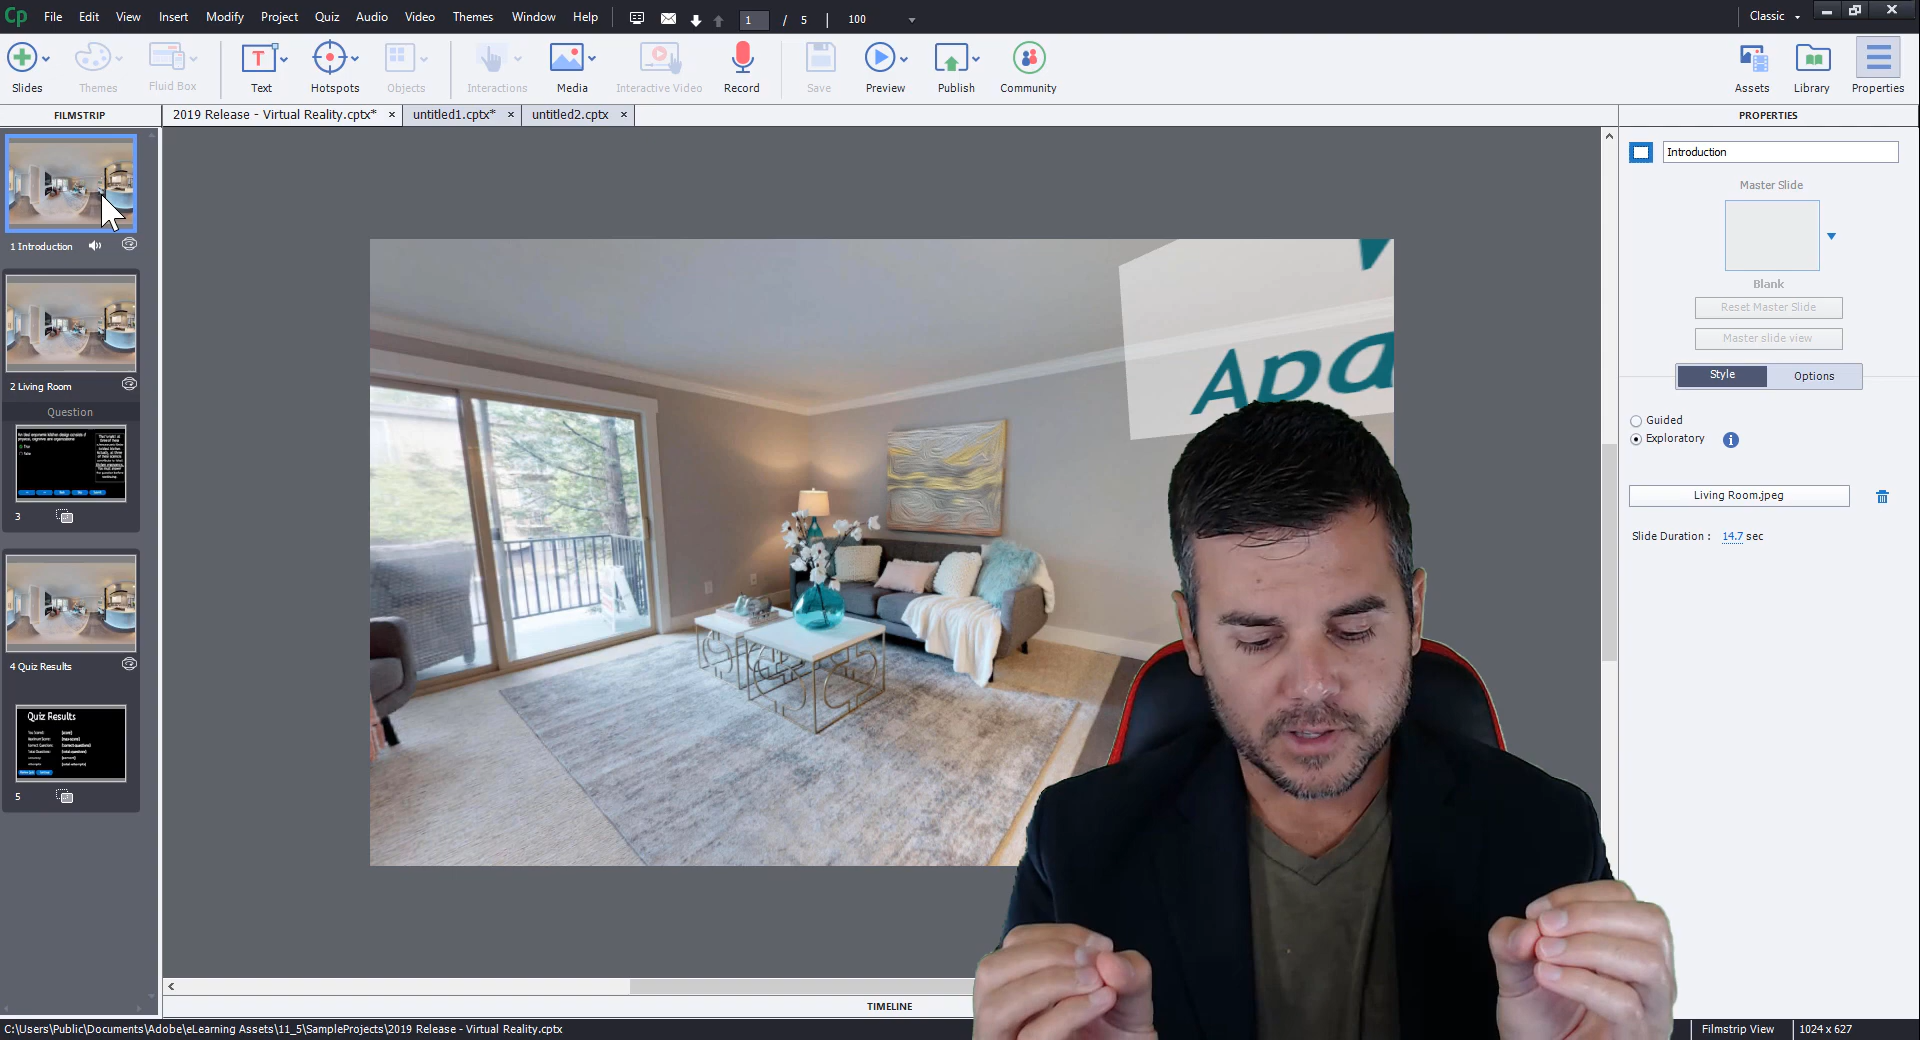 Cp File Edit View Insert Modify Project Quiz Audio Video Themes Window Help 1 / 5 100 Classic
Slides Themes Fluid Box Text Hotspots Objects Interactions Media Interactive Video Record Save Preview Publish Community Assets Library Properties
FILMSTRIP
2019 Release - Virtual Reality.cptx* untitled1.cptx* untitled2.cptx
PROPERTIES
1 Introduction
2 Living Room
Question
3
4 Quiz Results
Quiz Results
5
Apa
Introduction
Master Slide
Blank
Reset Master Slide
Master slide view
Style Options
Guided
Exploratory
Living Room.jpeg
Slide Duration : 14.7 sec
TIMELINE
C:\Users\Public\Documents\Adobe\eLearning Assets\11_5\SampleProjects\2019 Release - Virtual Reality.cptx
Filmstrip View 1024 x 627